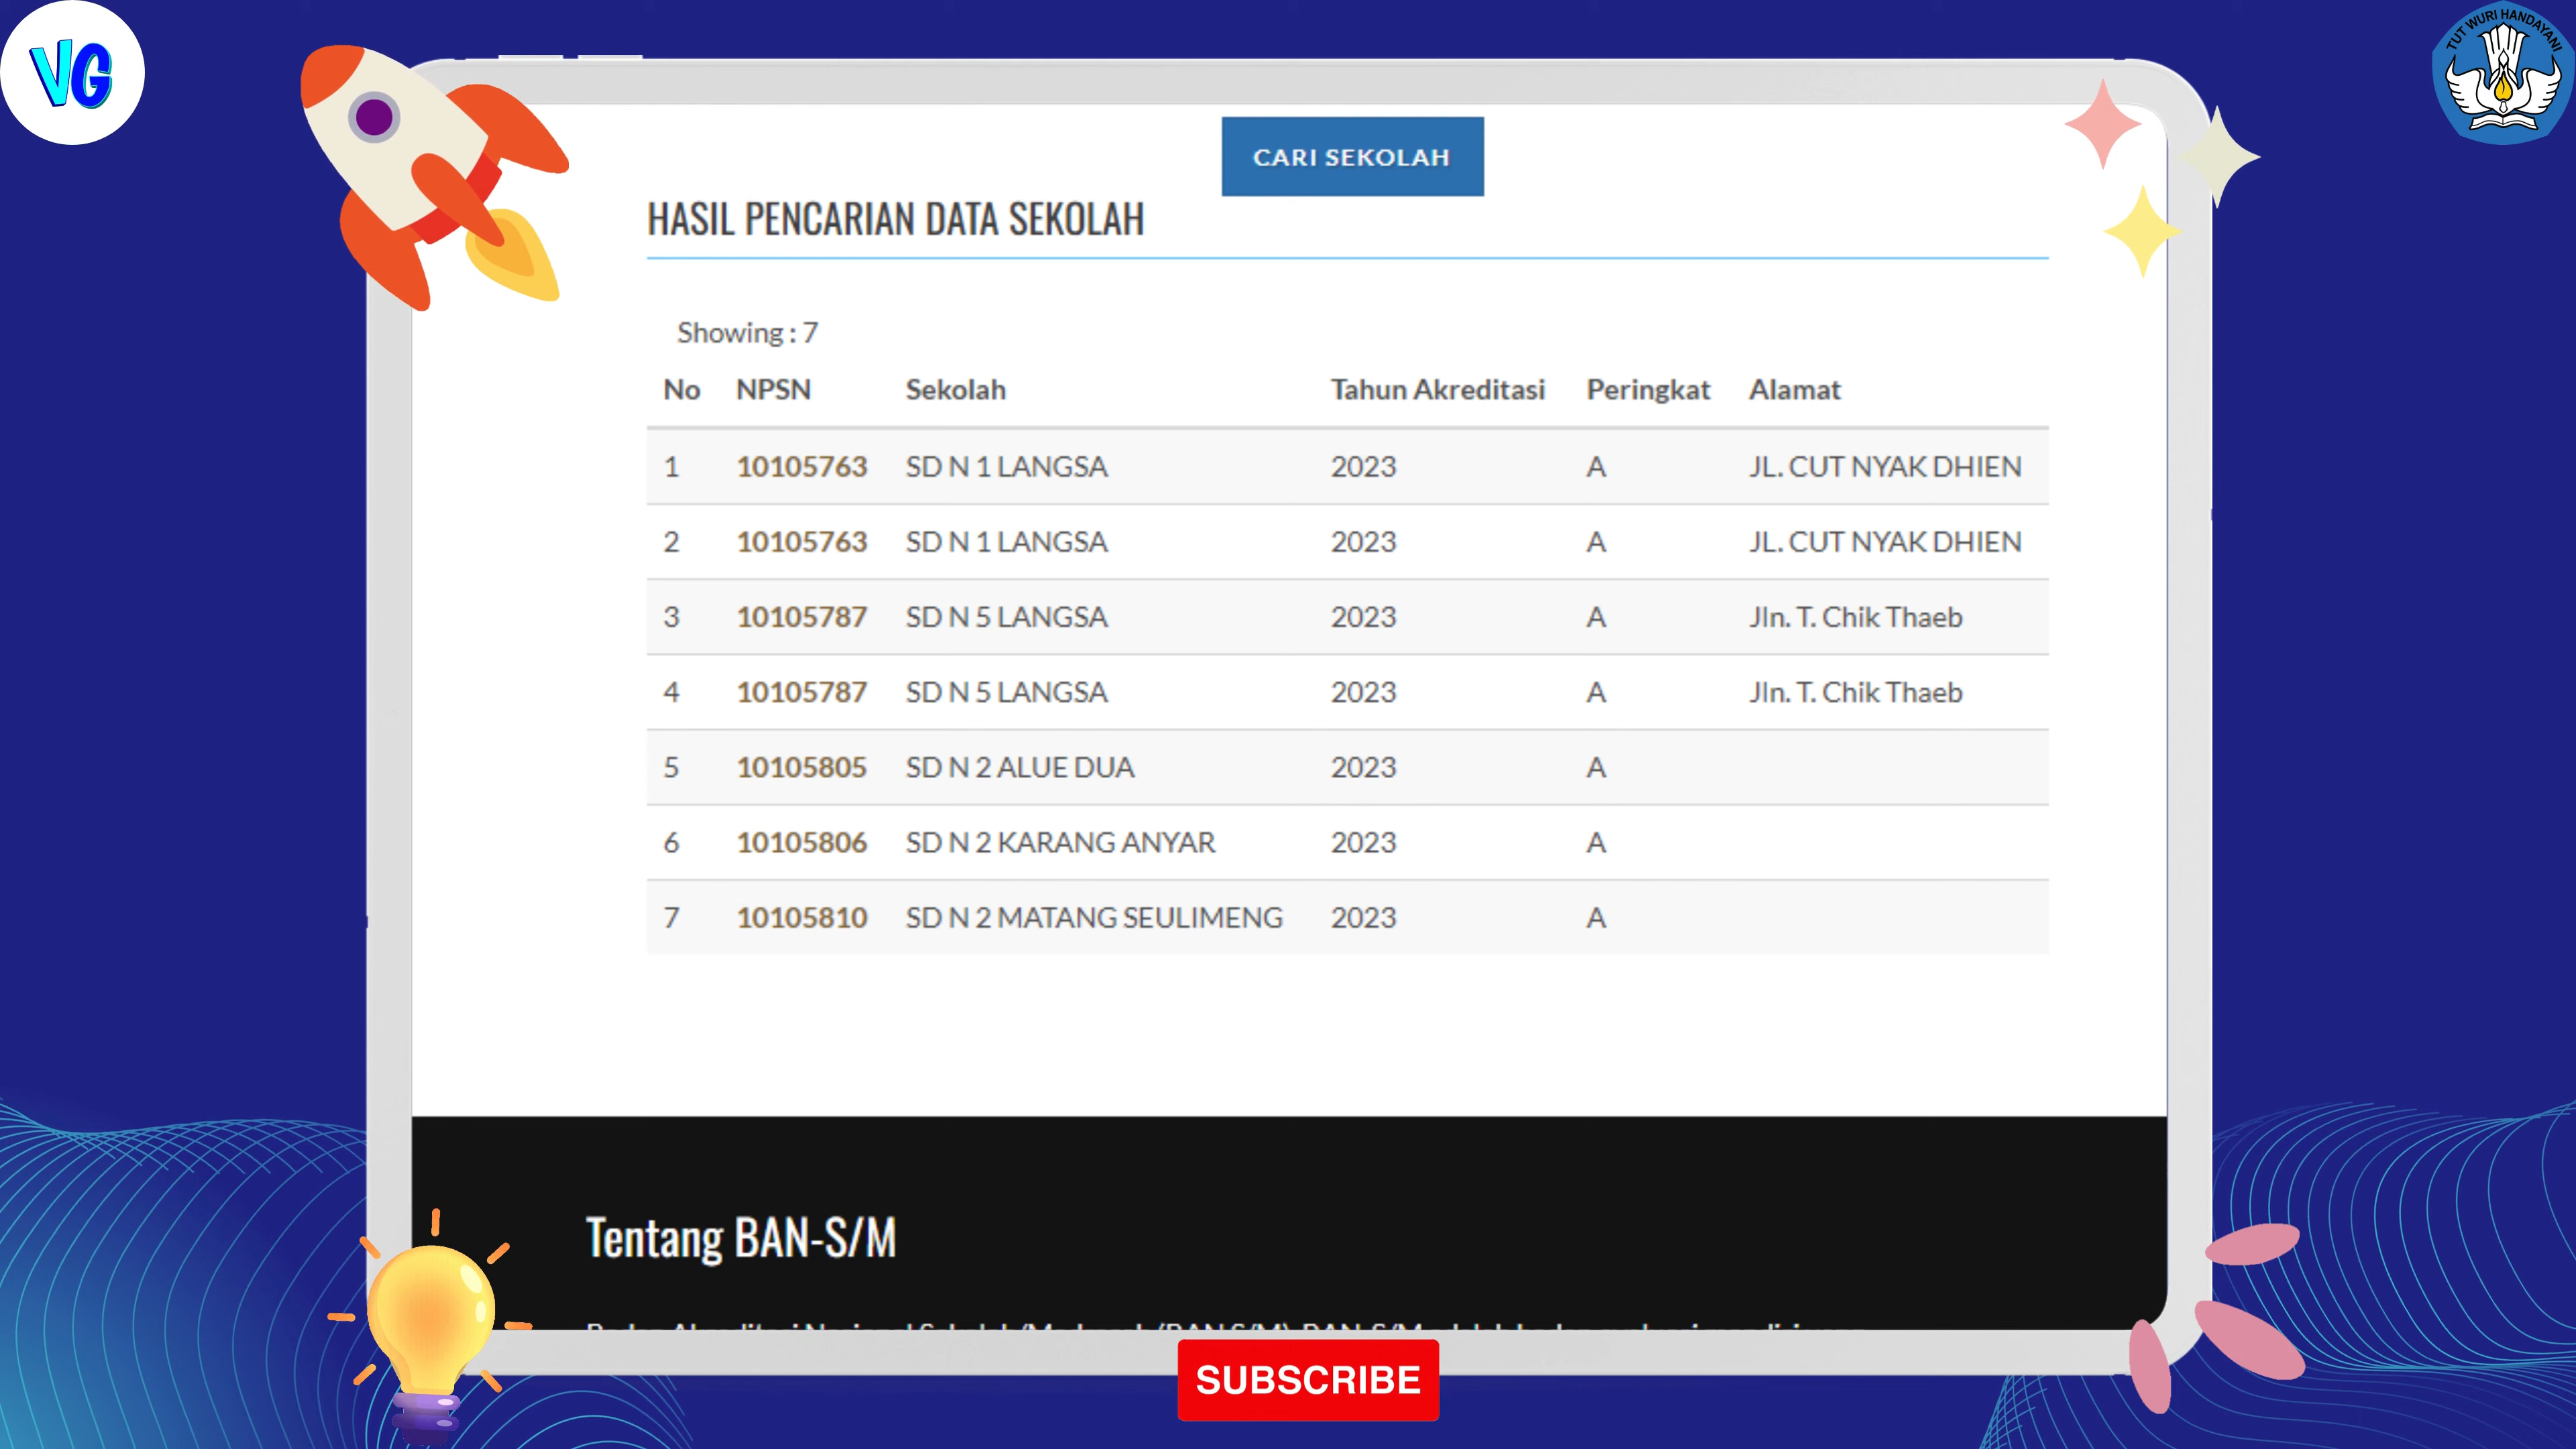 VG
TUT WURI HANDAYANI
CARI SEKOLAH
HASIL PENCARIAN DATA SEKOLAH
Showing : 7
No NPSN Sekolah Tahun Akreditasi Peringkat Alamat
1 10105763 SD N 1 LANGSA 2023 A JL. CUT NYAK DHIEN
2 10105763 SD N 1 LANGSA 2023 A JL. CUT NYAK DHIEN
3 10105787 SD N 5 LANGSA 2023 A Jln. T. Chik Thaeb
4 10105787 SD N 5 LANGSA 2023 A Jln. T. Chik Thaeb
5 10105805 SD N 2 ALUE DUA 2023 A
6 10105806 SD N 2 KARANG ANYAR 2023 A
7 10105810 SD N 2 MATANG SEULIMENG 2023 A
Tentang BAN-S/M
SUBSCRIBE